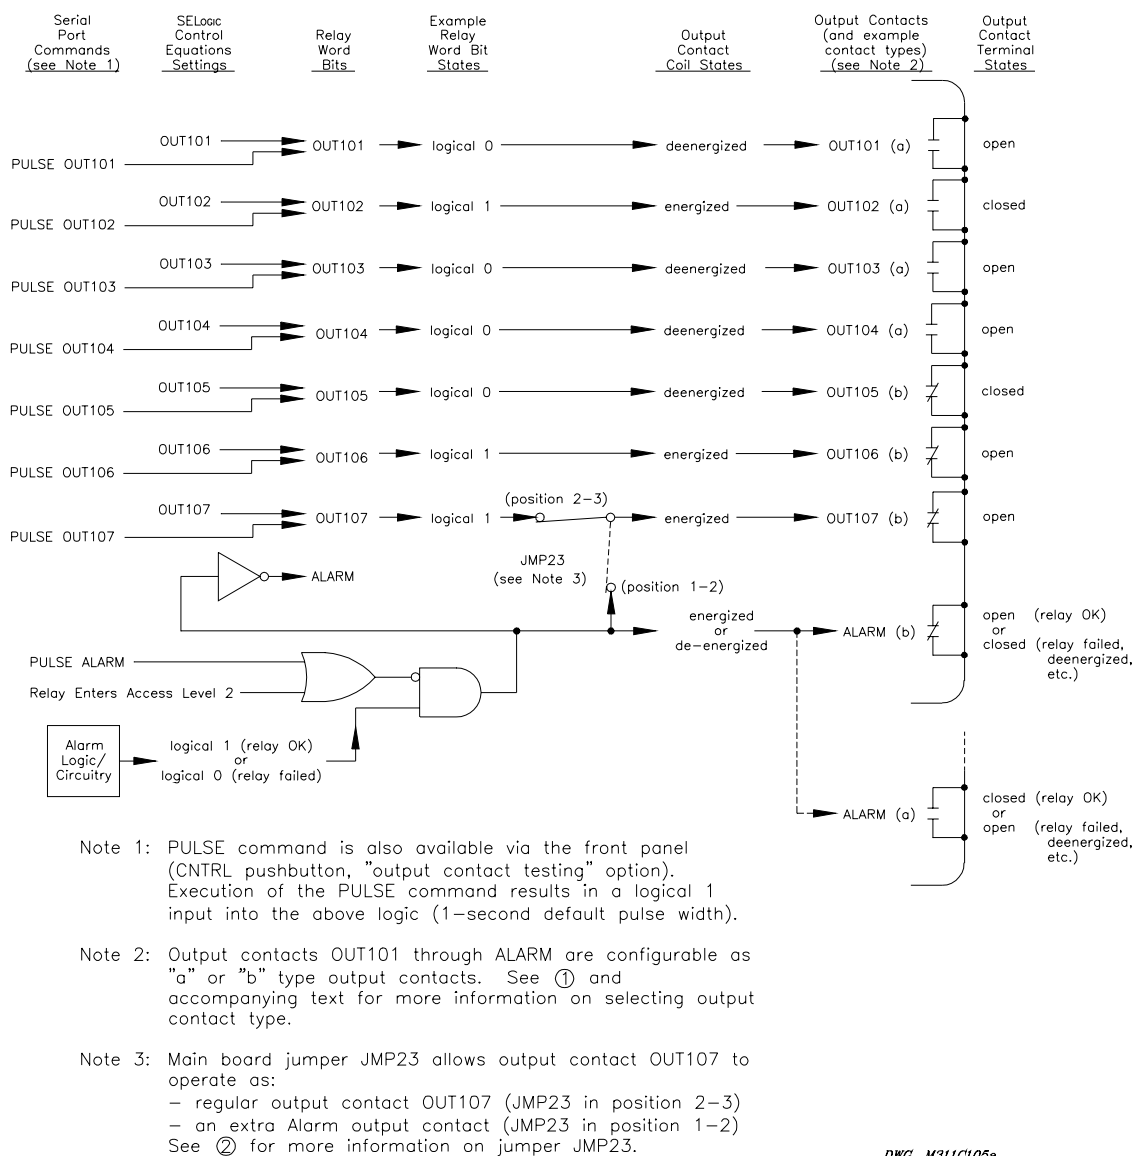 Serial
Port
Commands
(see Note 1)
SELOGIC
Control
Equations
Settings
Relay
Word
Bits
Example
Relay
Word Bit
States
Output
Contact
Coil States
Output Contacts
(and example
contact types)
(see Note 2)
Output
Contact
Terminal
States
OUT101
PULSE OUT101
OUT101
logical 0
deenergized
OUT101 (a)
open
OUT102
PULSE OUT102
OUT102
logical 1
energized
OUT102 (a)
closed
OUT103
PULSE OUT103
OUT103
logical 0
deenergized
OUT103 (a)
open
OUT104
PULSE OUT104
OUT104
logical 0
deenergized
OUT104 (a)
open
OUT105
PULSE OUT105
OUT105
logical 0
deenergized
OUT105 (b)
closed
OUT106
PULSE OUT106
OUT106
logical 1
energized
OUT106 (b)
open
OUT107
PULSE OUT107
OUT107
logical 1
(position 2-3)
energized
OUT107 (b)
open
JMP23
(see Note 3)
(position 1-2)
ALARM
energized
or
de-energized
ALARM (b)
open (relay OK)
or
closed (relay failed,
deenergized,
etc.)
PULSE ALARM
Relay Enters Access Level 2
Alarm
Logic/
Circuitry
logical 1 (relay OK)
or
logical 0 (relay failed)
ALARM (a)
closed (relay OK)
or
open (relay failed,
deenergized,
etc.)
Note 1: PULSE command is also available via the front panel
(CNTRL pushbutton, "output contact testing" option).
Execution of the PULSE command results in a logical 1
input into the above logic (1-second default pulse width).
Note 2: Output contacts OUT101 through ALARM are configurable as
"a" or "b" type output contacts. See ① and
accompanying text for more information on selecting output
contact type.
Note 3: Main board jumper JMP23 allows output contact OUT107 to
operate as:
- regular output contact OUT107 (JMP23 in position 2-3)
- an extra Alarm output contact (JMP23 in position 1-2)
See ② for more information on jumper JMP23.
DWG. M311C105a